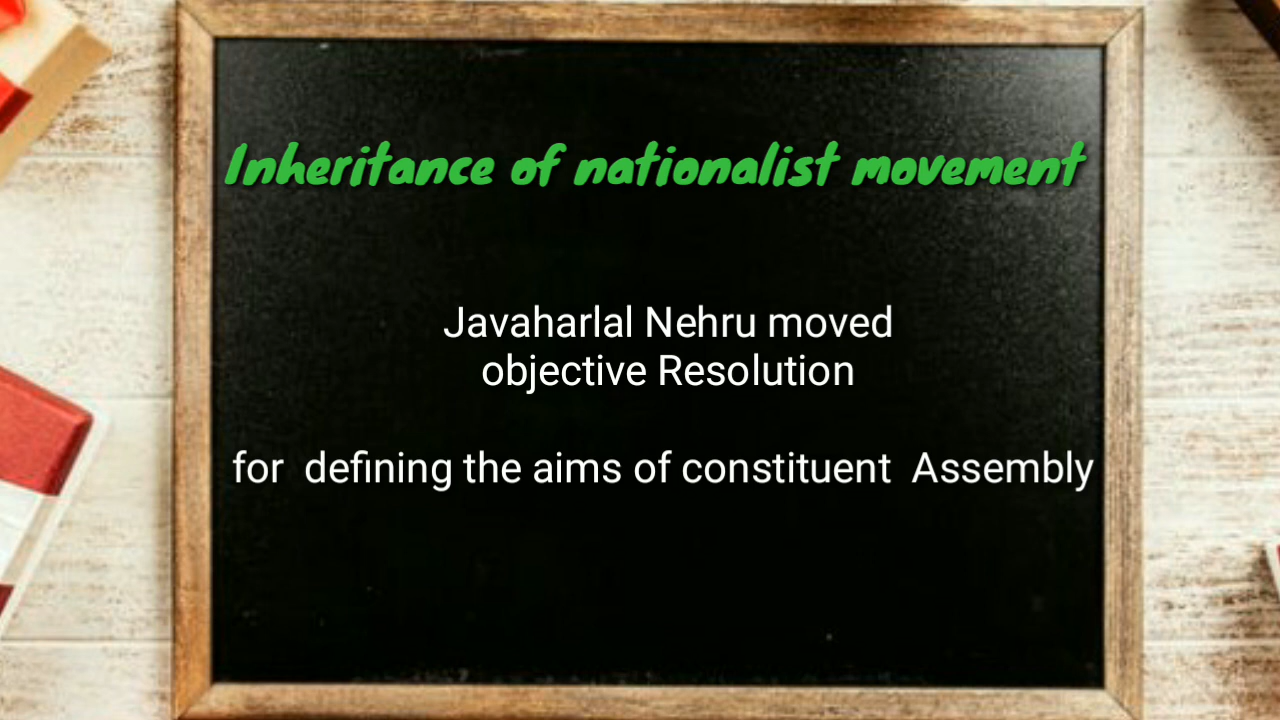 Inheritance of nationalist movement
Javaharlal Nehru moved
objective Resolution
for defining the aims of constituent Assembly